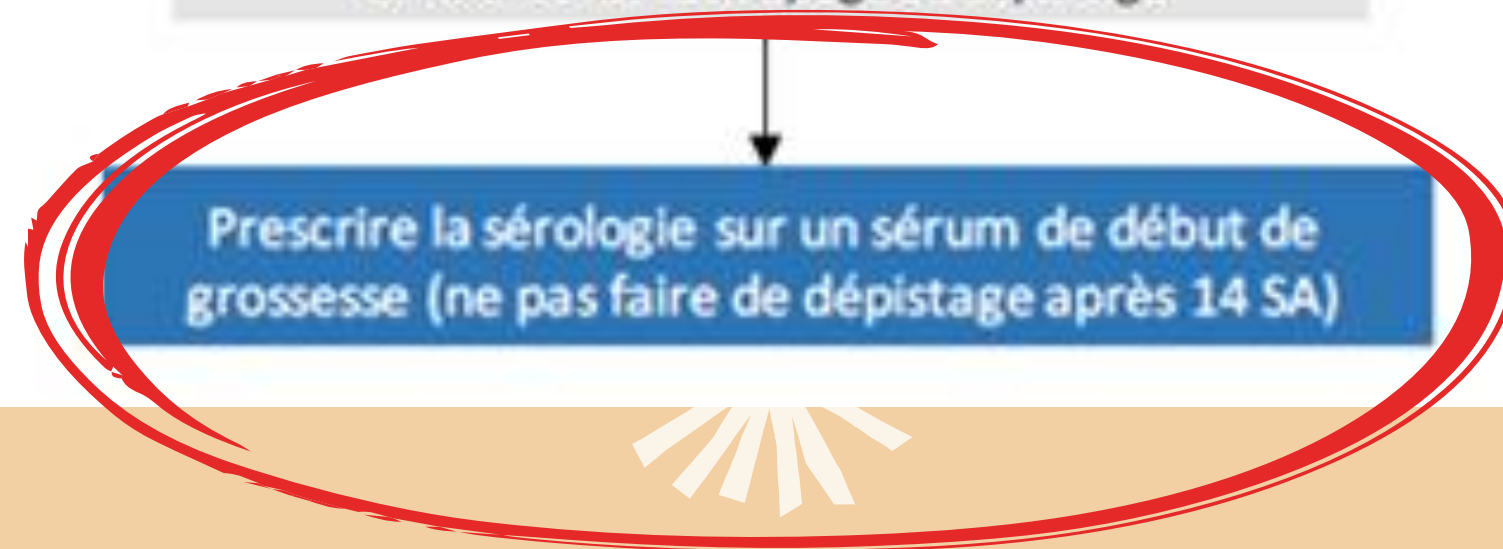 Prescrire la sérologie sur un sérum de début de
grossesse (ne pas faire de dépistage après 14 SA)